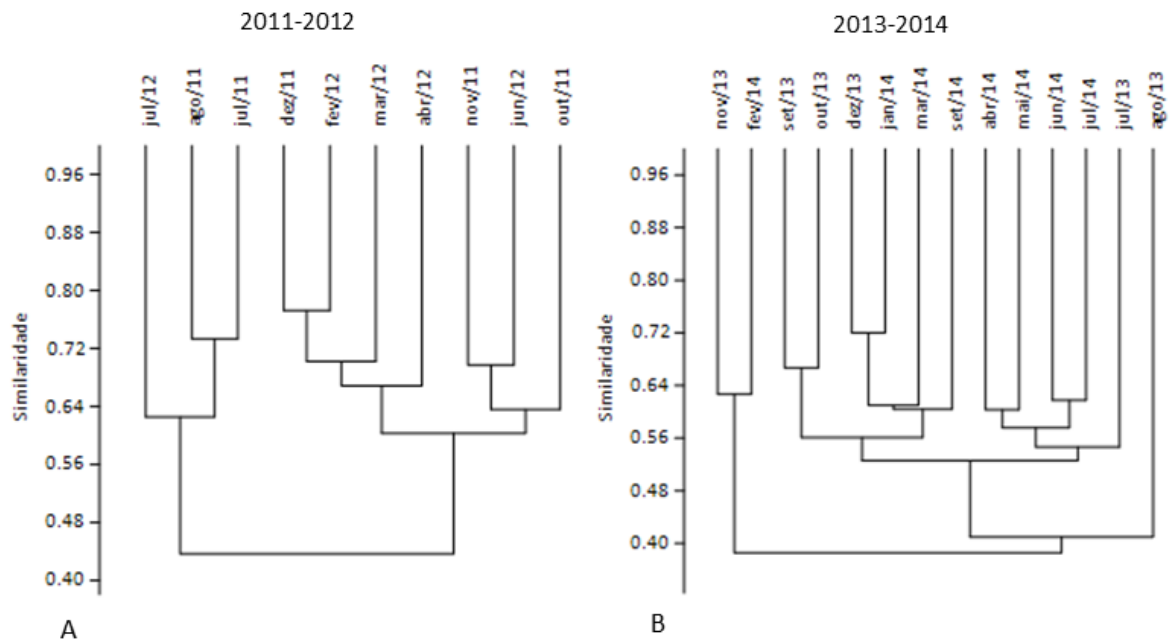 2011-2012
jul/12
ago/11
jul/11
dez/11
fev/12
mar/12
abr/12
nov/11
jun/12
out/11
0.96
0.88
0.80
0.72
0.64
0.56
0.48
0.40
Similaridade
A
2013-2014
nov/13
fev/14
set/13
out/13
dez/13
jan/14
mar/14
set/14
abr/14
mai/14
jun/14
jul/14
jul/13
ago/13
0.96
0.88
0.80
0.72
0.64
0.56
0.48
0.40
Similaridade
B